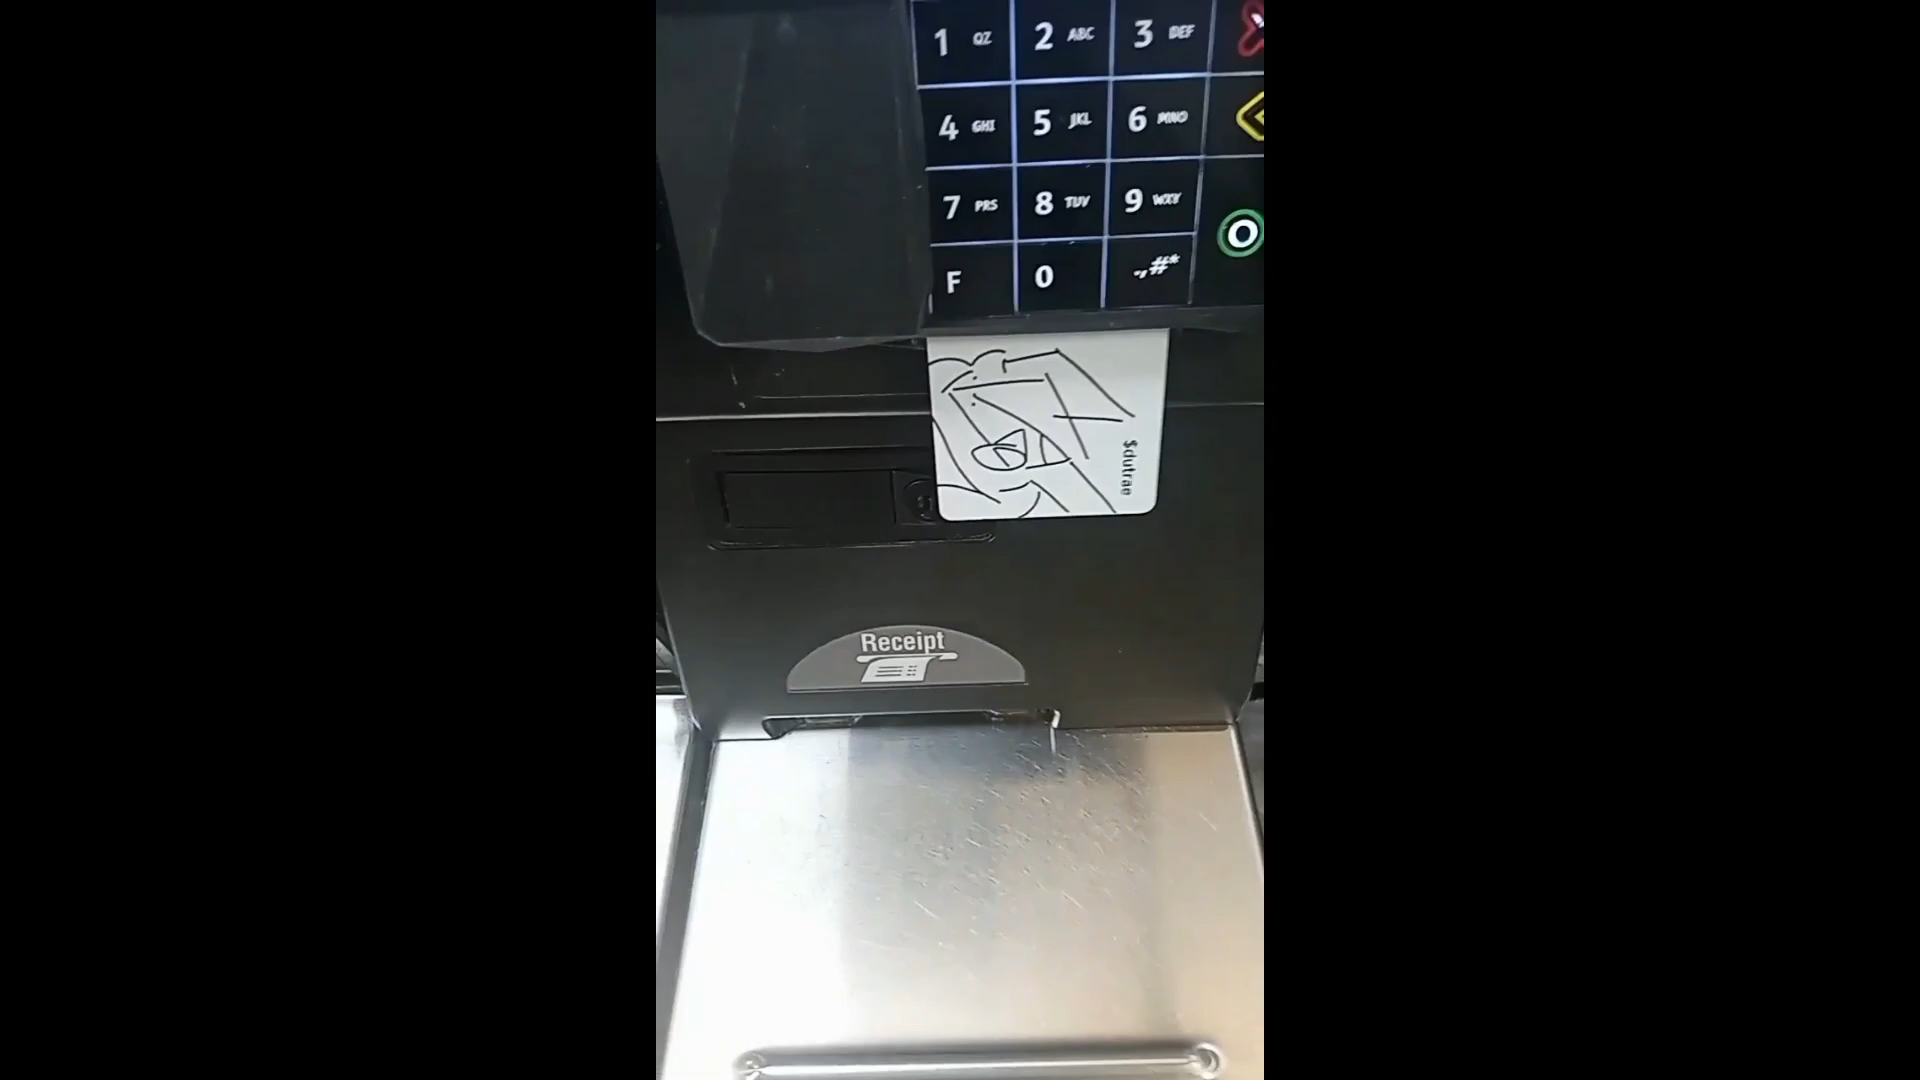 1 QZ 2 ABC 3 DEF
4 GHI 5 JKL 6 MNO
7 PRS 8 TUV 9 WXY
F 0 .,#*
$dutrae
Receipt